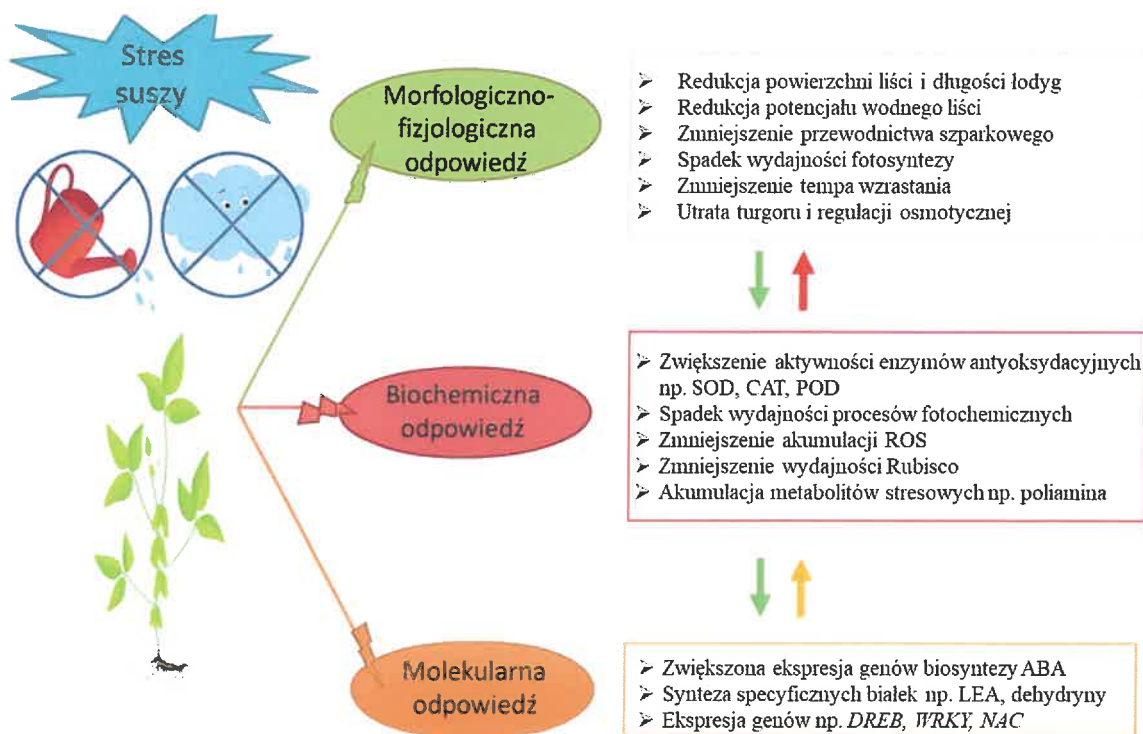 Stres
suszy
Morfologiczno-
fizjologiczna
odpowiedź
➢ Redukcja powierzchni liści i długości łodyg
➢ Redukcja potencjału wodnego liści
➢ Zmniejszenie przewodnictwa szparkowego
➢ Spadek wydajności fotosyntezy
➢ Zmniejszenie tempa wzrastania
➢ Utrata turgoru i regulacji osmotycznej
Biochemiczna
odpowiedź
➢ Zwiększenie aktywności enzymów antyoksydacyjnych
np. SOD, CAT, POD
➢ Spadek wydajności procesów fotochemicznych
➢ Zmniejszenie akumulacji ROS
➢ Zmniejszenie wydajności Rubisco
➢ Akumulacja metabolitów stresowych np. poliamina
Molekularna
odpowiedź
➢ Zwiększona ekspresja genów biosyntezy ABA
➢ Synteza specyficznych białek np. LEA, dehydryny
➢ Ekspresja genów np. DREB, WRKY, NAC